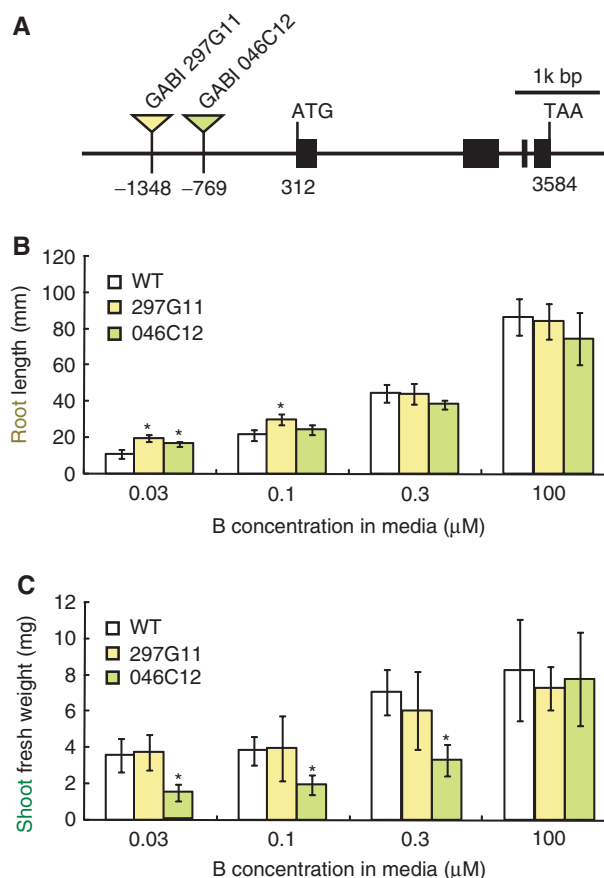 A
GABI 297G11
GABI 046C12
1k bp
ATG
TAA
–1348
–769
312
3584
B
WT
297G11
046C12
Root length (mm)
120
100
80
60
40
20
0
* * *
0.03 0.1 0.3 100
B concentration in media (μM)
C
WT
297G11
046C12
Shoot fresh weight (mg)
12
10
8
6
4
2
0
* * *
0.03 0.1 0.3 100
B concentration in media (μM)